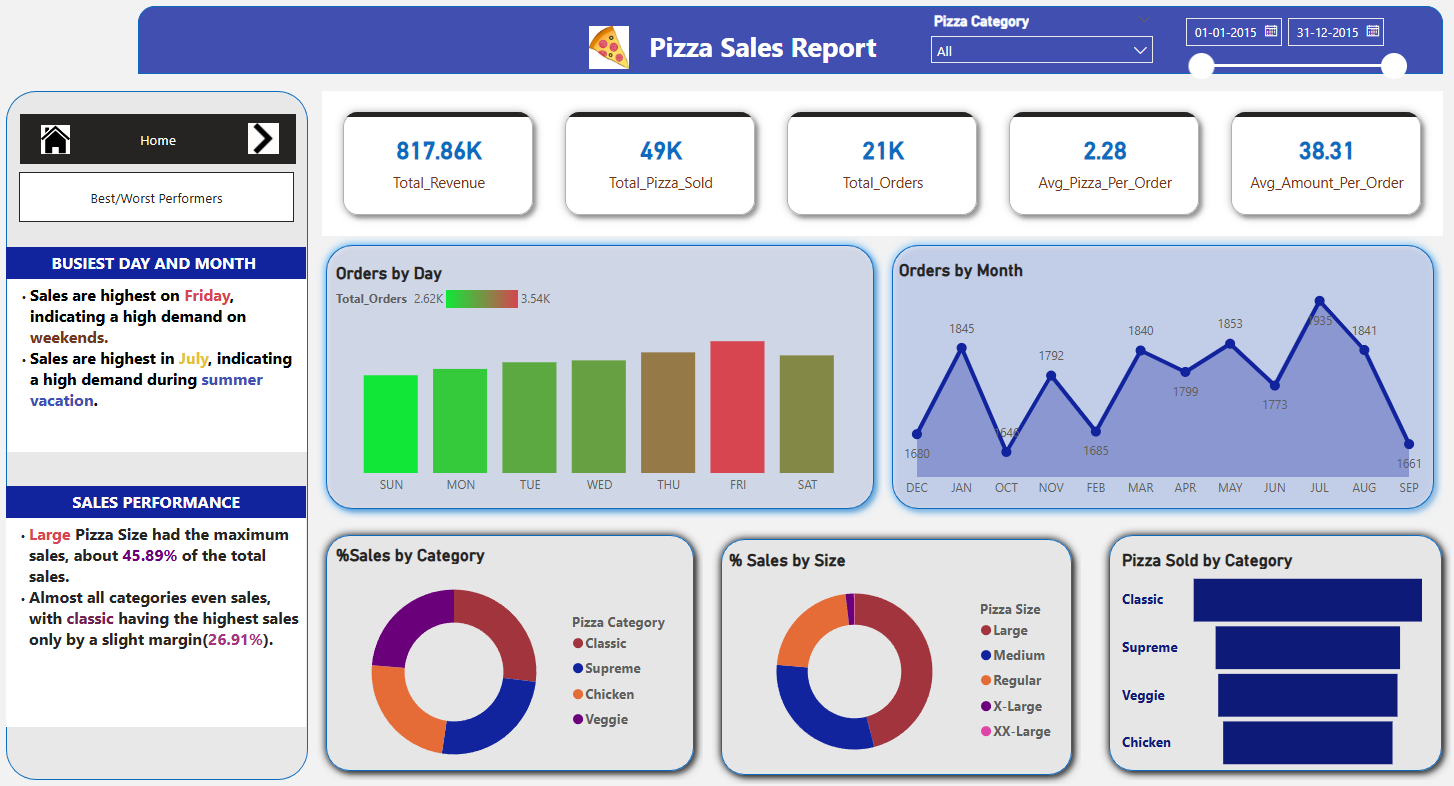 Pizza Sales Report
Pizza Category
All
01-01-2015
31-12-2015
Home
Best/Worst Performers
BUSIEST DAY AND MONTH
• Sales are highest on Friday,
indicating a high demand on
weekends.
• Sales are highest in July, indicating
a high demand during summer
vacation.
SALES PERFORMANCE
• Large Pizza Size had the maximum
sales, about 45.89% of the total
sales.
• Almost all categories even sales,
with classic having the highest sales
only by a slight margin(26.91%).
817.86K
Total_Revenue
49K
Total_Pizza_Sold
21K
Total_Orders
2.28
Avg_Pizza_Per_Order
38.31
Avg_Amount_Per_Order
Orders by Day
Total_Orders 2.62K 3.54K
SUN MON TUE WED THU FRI SAT
Orders by Month
1680 1845 1646 1792 1685 1840 1799 1853 1773 1935 1841 1661
DEC JAN OCT NOV FEB MAR APR MAY JUN JUL AUG SEP
%Sales by Category
Pizza Category
Classic
Supreme
Chicken
Veggie
% Sales by Size
Pizza Size
Large
Medium
Regular
X-Large
XX-Large
Pizza Sold by Category
Classic
Supreme
Veggie
Chicken